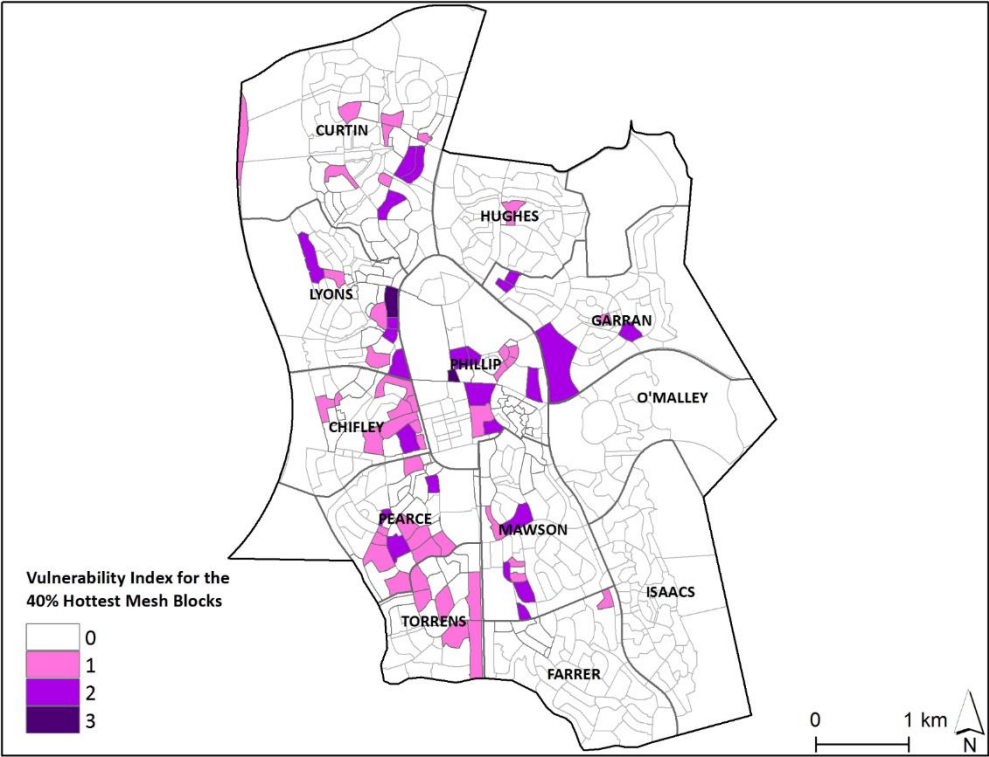 CURTIN
HUGHES
LYONS
GARRAN
PHILLIP
O'MALLEY
CHIFLEY
PEARCE
MAWSON
ISAACS
TORRENS
FARRER
Vulnerability Index for the
40% Hottest Mesh Blocks
0
1
2
3
0 1 km
N